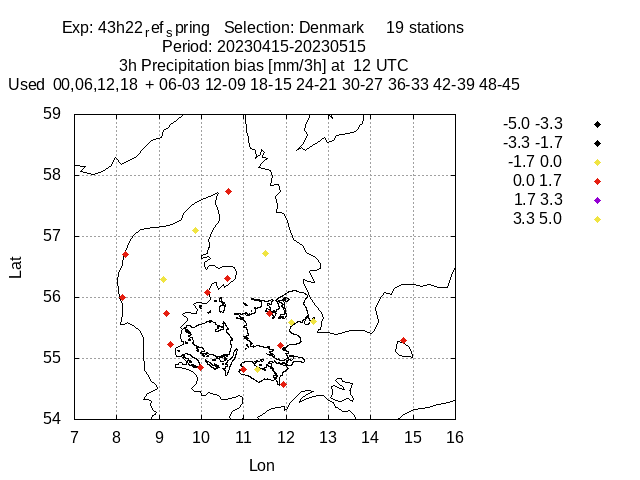 Exp: 43h22ref spring   Selection: Denmark     19 stations
Period: 20230415-20230515
3h Precipitation bias [mm/3h] at  12 UTC
Used  00,06,12,18  + 06-03 12-09 18-15 24-21 30-27 36-33 42-39 48-45
-5.0 -3.3
-3.3 -1.7
-1.7 0.0
0.0 1.7
1.7 3.3
3.3 5.0
59
58
57
56
55
54
Lat
7 8 9 10 11 12 13 14 15 16
Lon